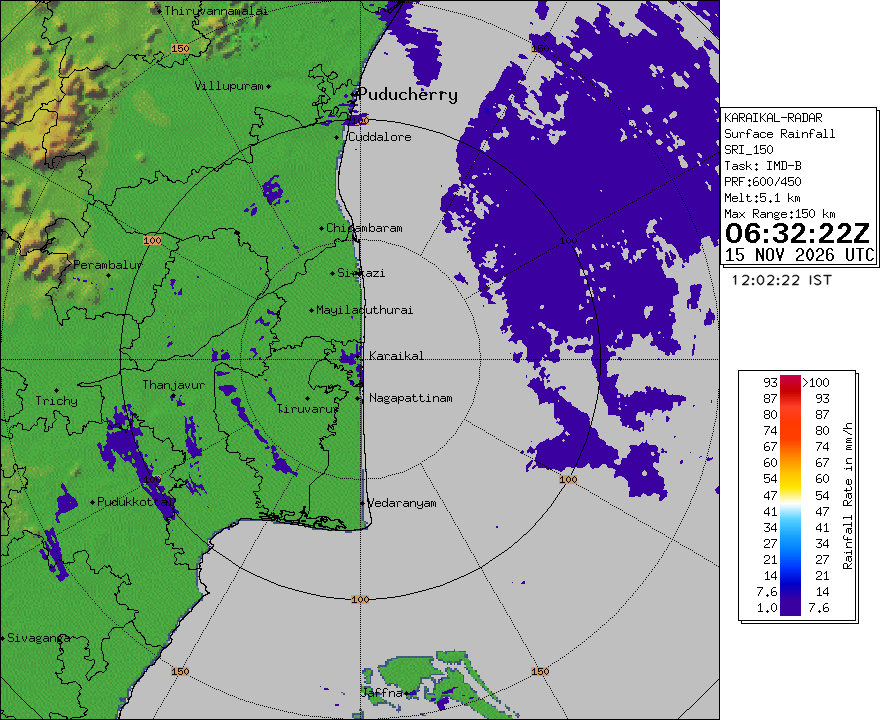 Thiruvannamalai
150
150
Villupuram
Puducherry
100
Cuddalore
Chidambaram
100
100
Perambalur
Sirkazi
Mayiladuthurai
Karaikal
Thanjavur
Trichy
Tiruvarur
Nagapattinam
100
100
Pudukkottai
Vedaranyam
100
Sivaganga
150
150
Jaffna
KARAIKAL-RADAR
Surface Rainfall
SRI_150
Task: IMD-B
PRF:600/450
Melt:5.1 km
Max Range:150 km
06:32:22Z
15 NOV 2026 UTC
12:02:22 IST
93 >100
87 93
80 87
74 80
67 74
60 67
54 60
47 54
41 47
34 41
27 34
21 27
14 21
7.6 14
1.0 7.6
Rainfall Rate in mm/h